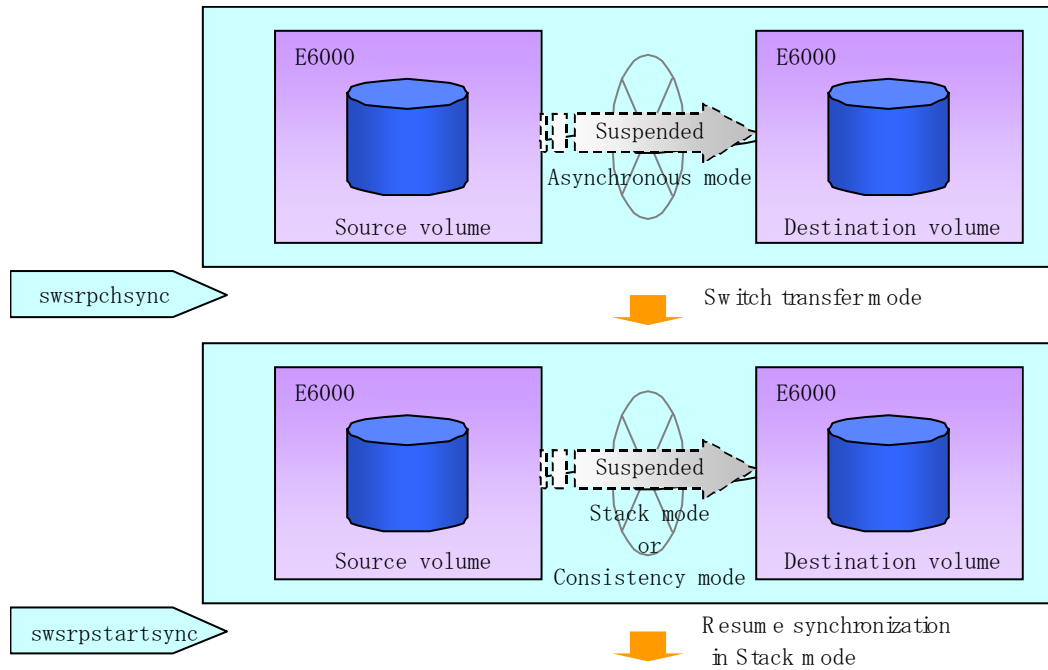 E6000
E6000
Suspended
Asynchronous mode
Source volume
Destination volume
swsrpchsync
Switch transfer mode
E6000
E6000
Suspended
Stack mode
or
Consistency mode
Source volume
Destination volume
swsrpstartsync
Resume synchronization
in Stack mode